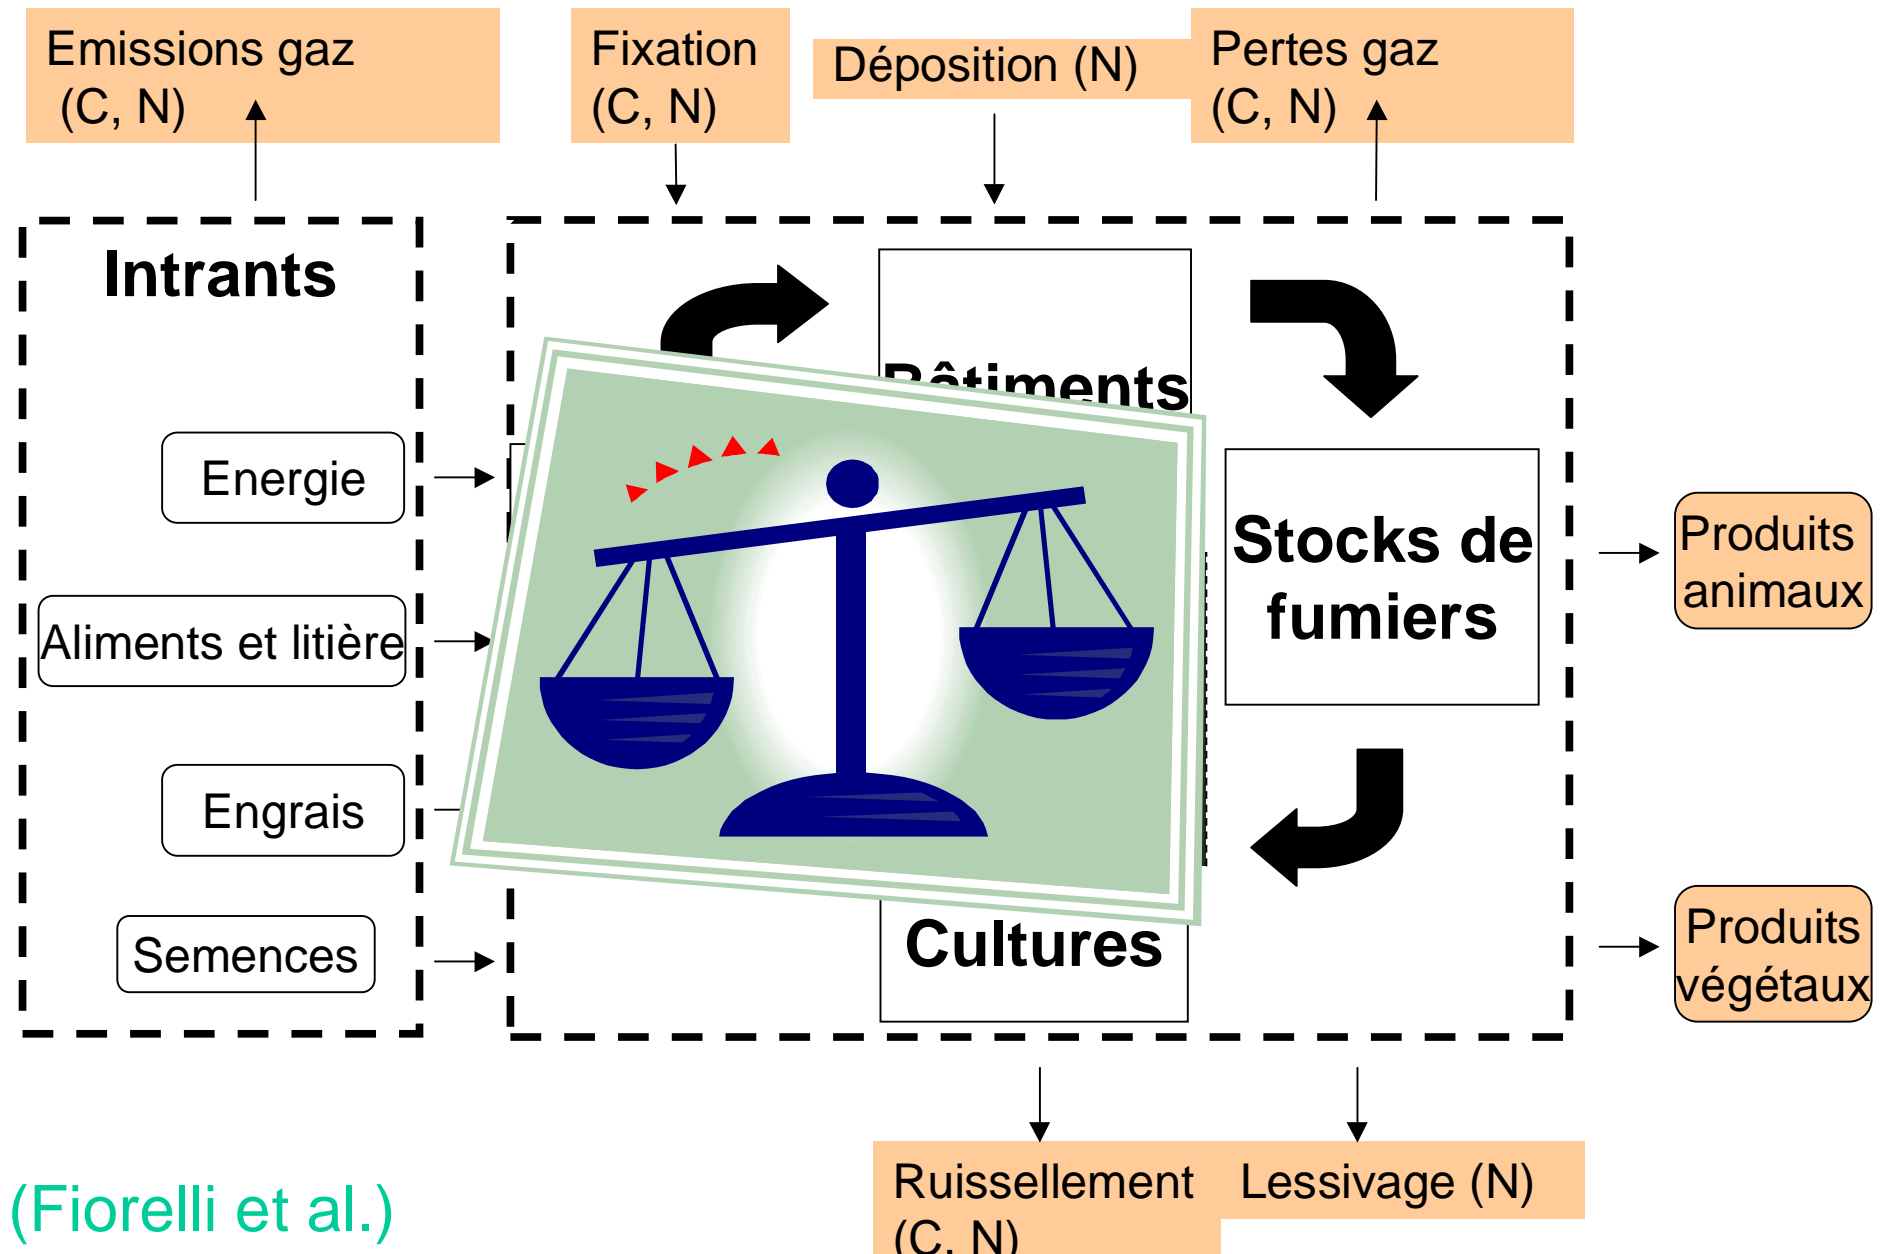 Emissions gaz
(C, N)
Fixation
(C, N)
Déposition (N)
Pertes gaz
(C, N)
Intrants
Energie
Aliments et litière
Engrais
Semences
Bâtiments
Stocks de
fumiers
Cultures
Produits
animaux
Produits
végétaux
Ruissellement
(C, N)
Lessivage (N)
(Fiorelli et al.)